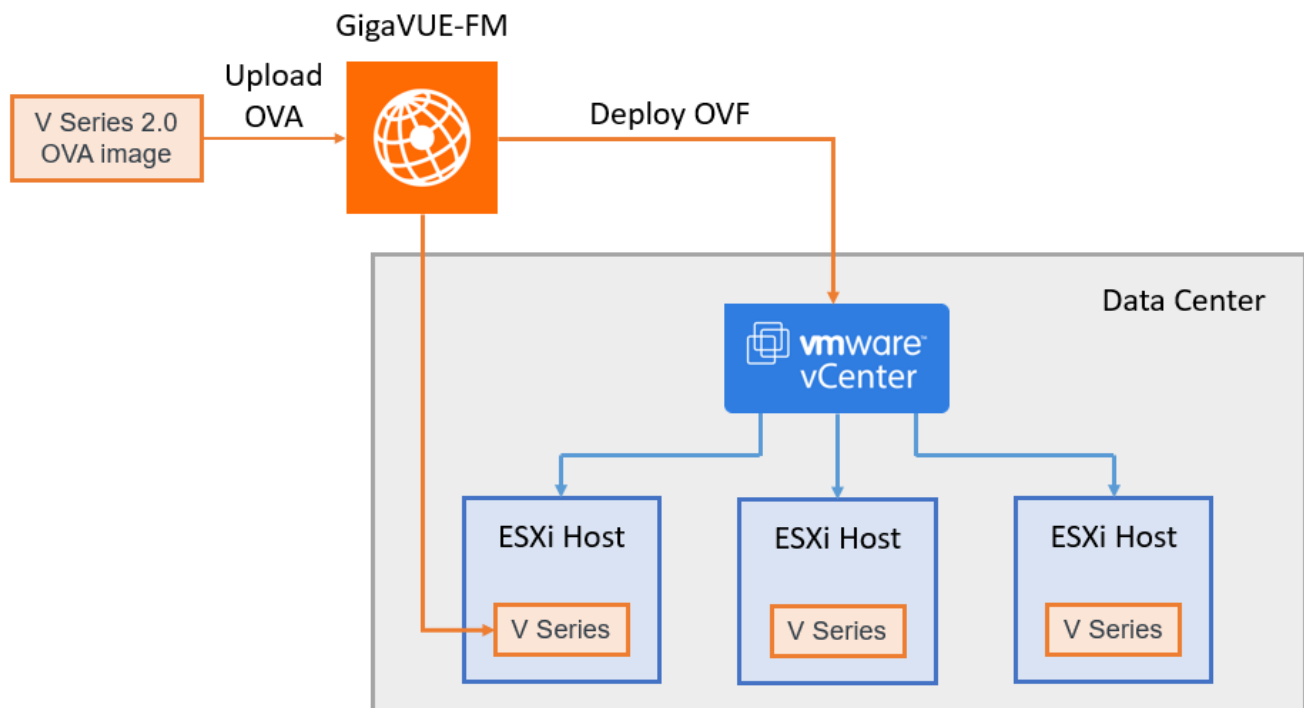 GigaVUE-FM
Upload
OVA
V Series 2.0
OVA image
Deploy OVF
Data Center
vmware™
vCenter
ESXi Host
ESXi Host
ESXi Host
V Series
V Series
V Series